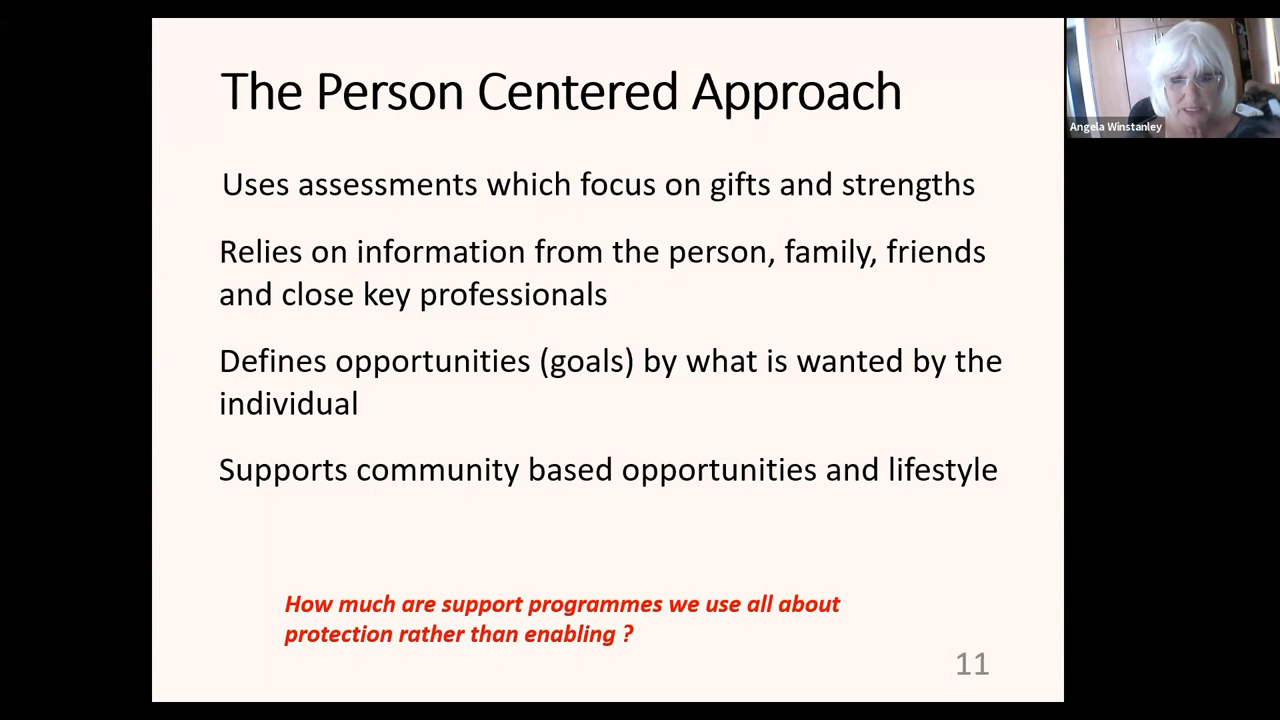 The Person Centered Approach
Angela Winstanley
Uses assessments which focus on gifts and strengths
Relies on information from the person, family, friends
and close key professionals
Defines opportunities (goals) by what is wanted by the
individual
Supports community based opportunities and lifestyle
How much are support programmes we use all about
protection rather than enabling ?
11